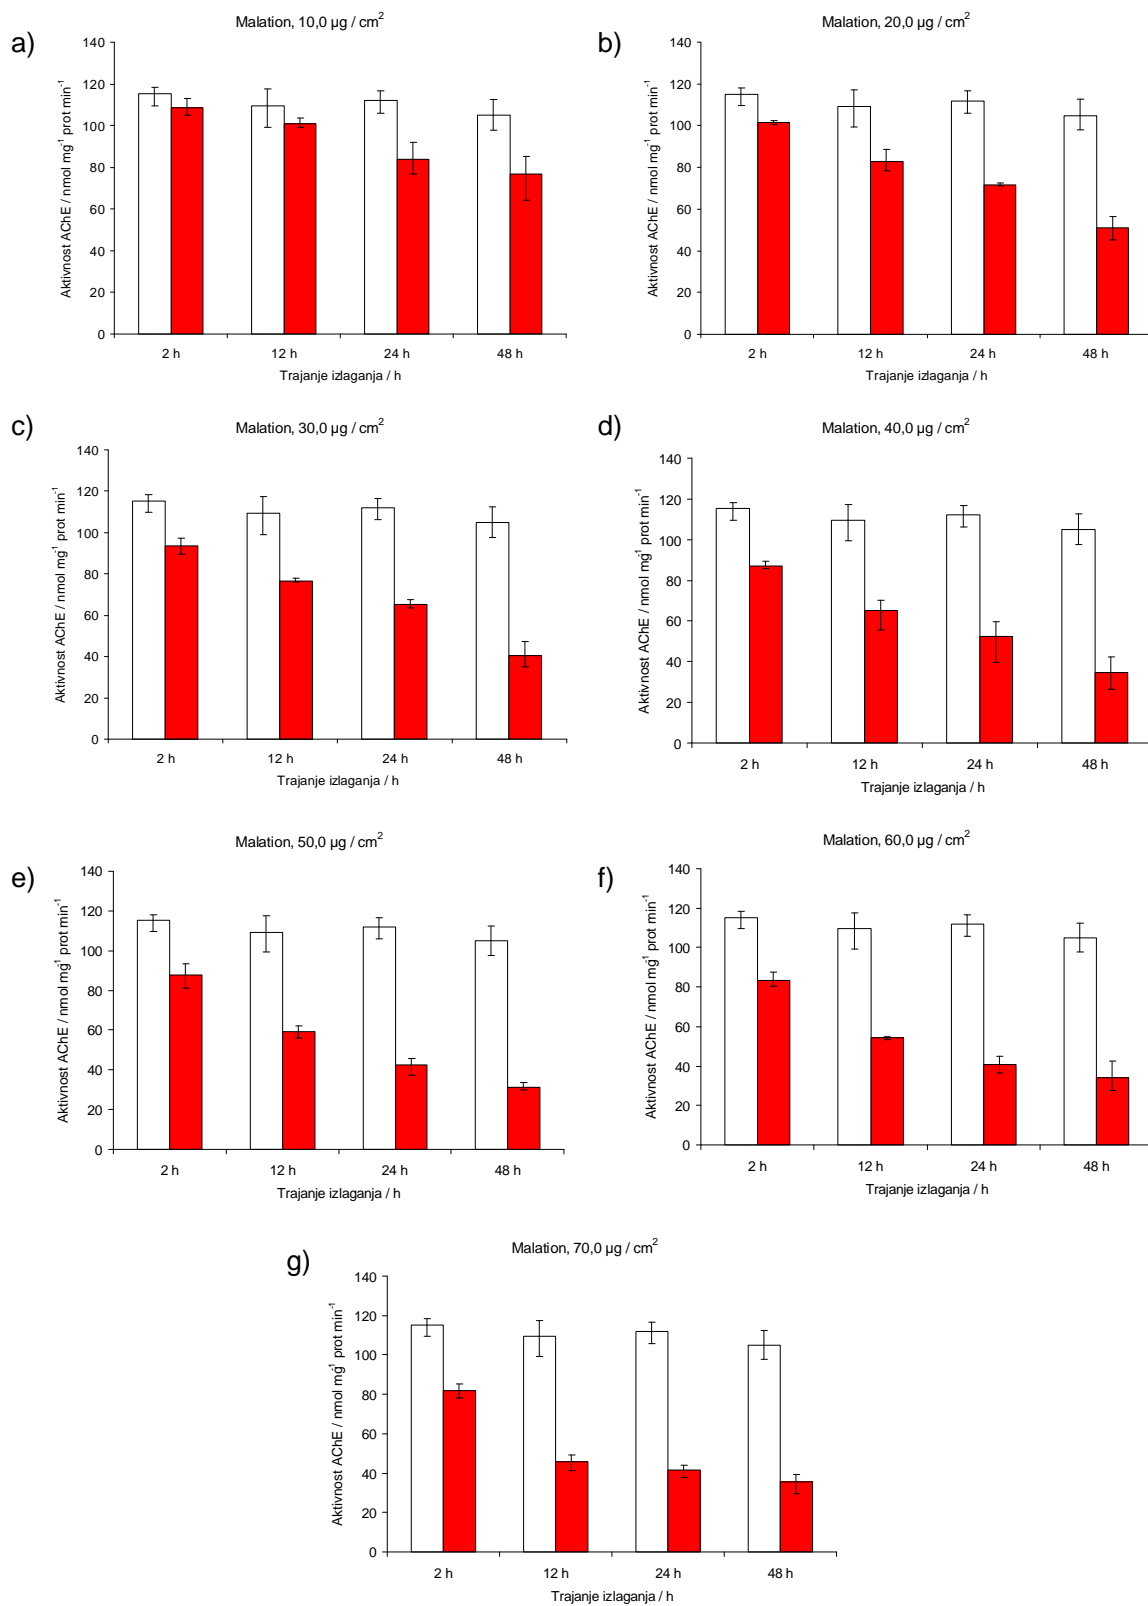 a)
Malation, 10,0 µg / cm²
Aktivnost AChE / nmol mg⁻¹ prot min⁻¹
140
120
100
80
60
40
20
0
2 h 12 h 24 h 48 h
Trajanje izlaganja / h
b)
Malation, 20,0 µg / cm²
Aktivnost AChE / nmol mg⁻¹ prot min⁻¹
140
120
100
80
60
40
20
0
2 h 12 h 24 h 48 h
Trajanje izlaganja / h
c)
Malation, 30,0 µg / cm²
Aktivnost AChE / nmol mg⁻¹ prot min⁻¹
140
120
100
80
60
40
20
0
2 h 12 h 24 h 48 h
Trajanje izlaganja / h
d)
Malation, 40,0 µg / cm²
Aktivnost AChE / nmol mg⁻¹ prot min⁻¹
140
120
100
80
60
40
20
0
2 h 12 h 24 h 48 h
Trajanje izlaganja / h
e)
Malation, 50,0 µg / cm²
Aktivnost AChE / nmol mg⁻¹ prot min⁻¹
140
120
100
80
60
40
20
0
2 h 12 h 24 h 48 h
Trajanje izlaganja / h
f)
Malation, 60,0 µg / cm²
Aktivnost AChE / nmol mg⁻¹ prot min⁻¹
140
120
100
80
60
40
20
0
2 h 12 h 24 h 48 h
Trajanje izlaganja / h
g)
Malation, 70,0 µg / cm²
Aktivnost AChE / nmol mg⁻¹ prot min⁻¹
140
120
100
80
60
40
20
0
2 h 12 h 24 h 48 h
Trajanje izlaganja / h